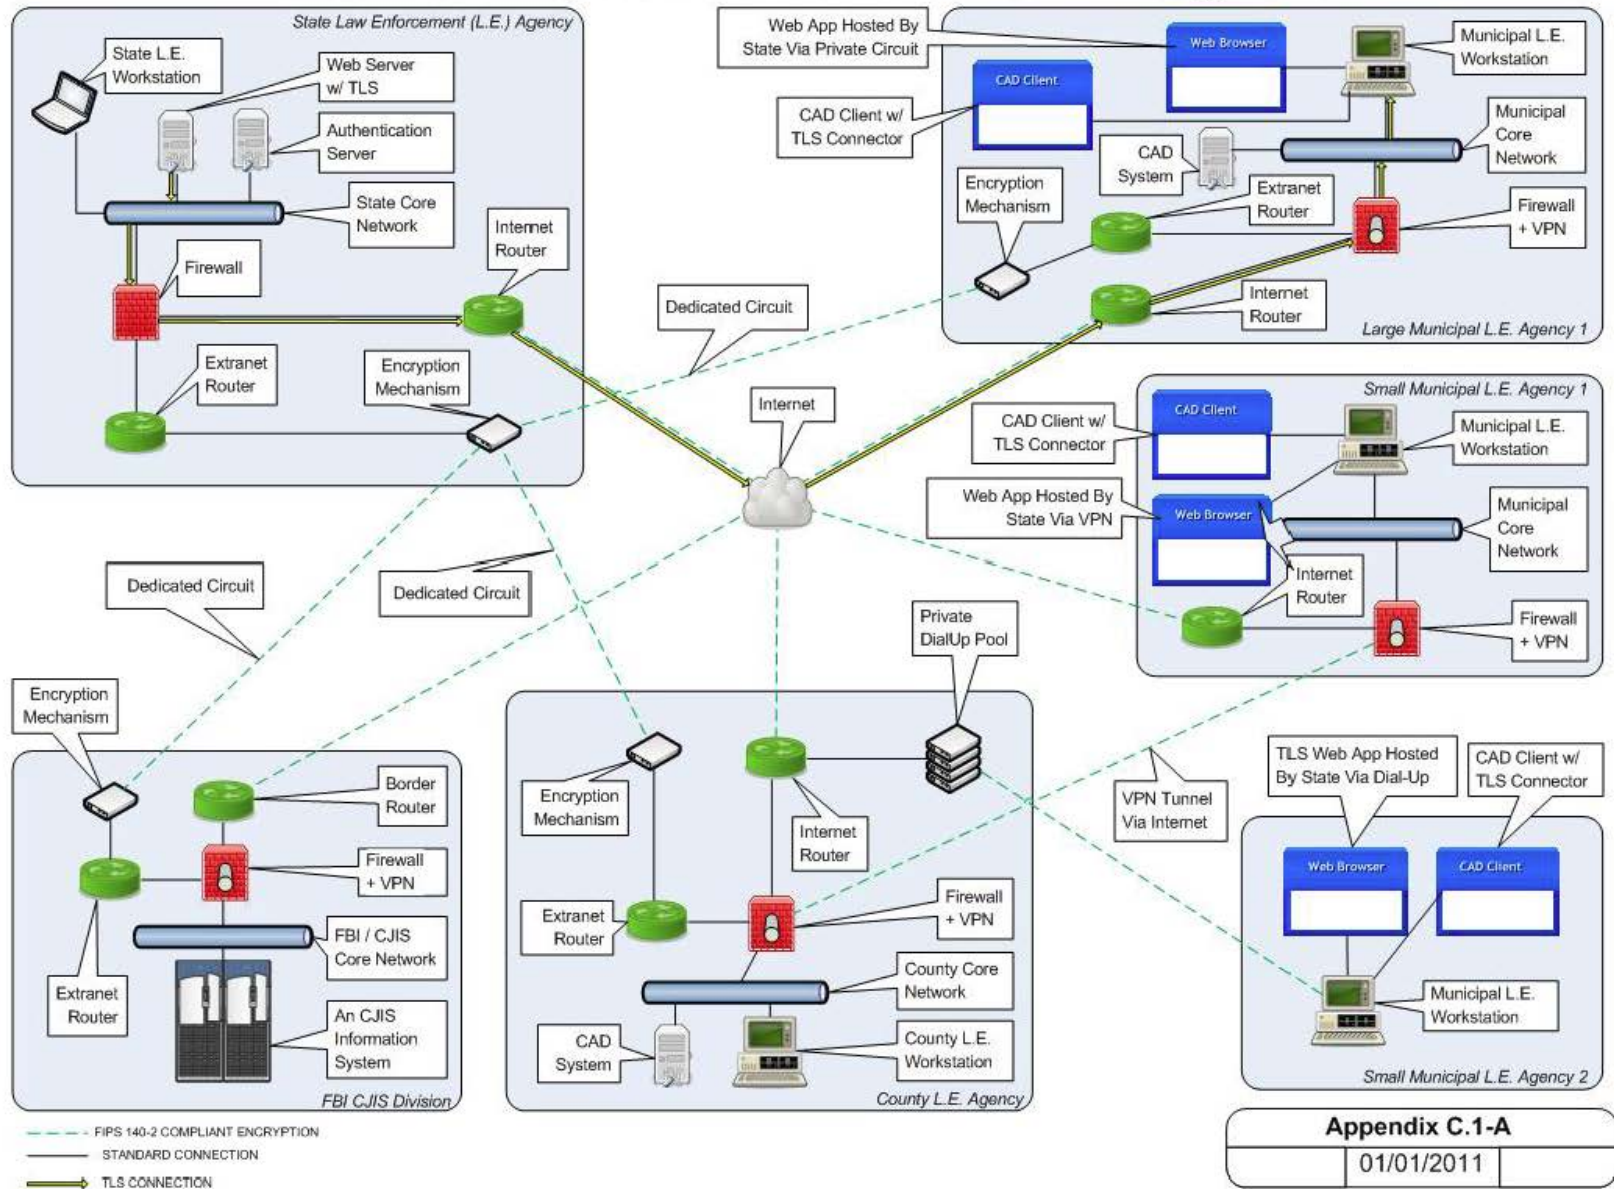 State Law Enforcement (L.E.) Agency
State L.E.
Workstation
Web Server
w/ TLS
Authentication
Server
State Core
Network
Firewall
Internet
Router
Extranet
Router
Encryption
Mechanism
Dedicated Circuit
Internet
Web App Hosted By
State Via Private Circuit
Web Browser
CAD Client
CAD Client w/
TLS Connector
Municipal L.E.
Workstation
Municipal
Core
Network
CAD
System
Encryption
Mechanism
Extranet
Router
Firewall
+ VPN
Internet
Router
Large Municipal L.E. Agency 1
Small Municipal L.E. Agency 1
CAD Client w/
TLS Connector
CAD Client
Municipal L.E.
Workstation
Web App Hosted By
State Via VPN
Web Browser
Municipal
Core
Network
Internet
Router
Firewall
+ VPN
Dedicated Circuit
Dedicated Circuit
Private
DialUp Pool
Encryption
Mechanism
Border
Router
Firewall
+ VPN
FBI / CJIS
Core Network
Extranet
Router
An CJIS
Information
System
FBI CJIS Division
Encryption
Mechanism
Internet
Router
Extranet
Router
Firewall
+ VPN
County Core
Network
CAD
System
County L.E.
Workstation
County L.E. Agency
VPN Tunnel
Via Internet
TLS Web App Hosted
By State Via Dial-Up
CAD Client w/
TLS Connector
Web Browser
CAD Client
Municipal L.E.
Workstation
Small Municipal L.E. Agency 2
FIPS 140-2 COMPLIANT ENCRYPTION
STANDARD CONNECTION
TLS CONNECTION
Appendix C.1-A
01/01/2011